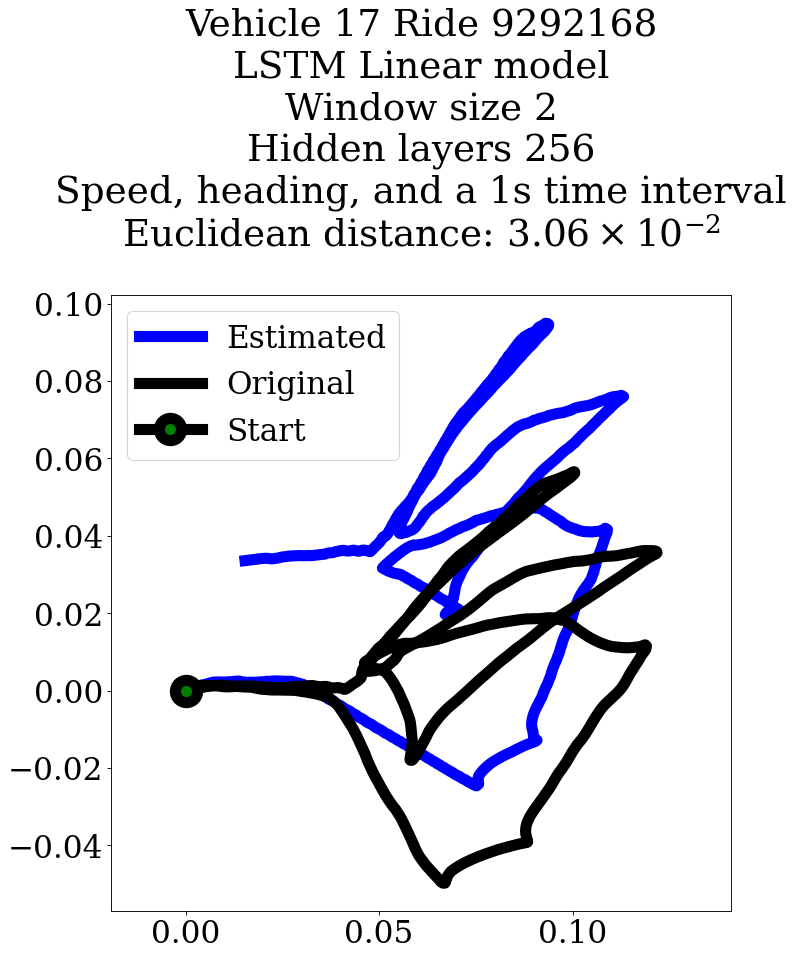 Vehicle 17 Ride 9292168
LSTM Linear model
Window size 2
Hidden layers 256
Speed, heading, and a 1s time interval
Euclidean distance: 3.06 × 10⁻²
Estimated
Original
Start
0.10
0.08
0.06
0.04
0.02
0.00
−0.02
−0.04
0.00 0.05 0.10